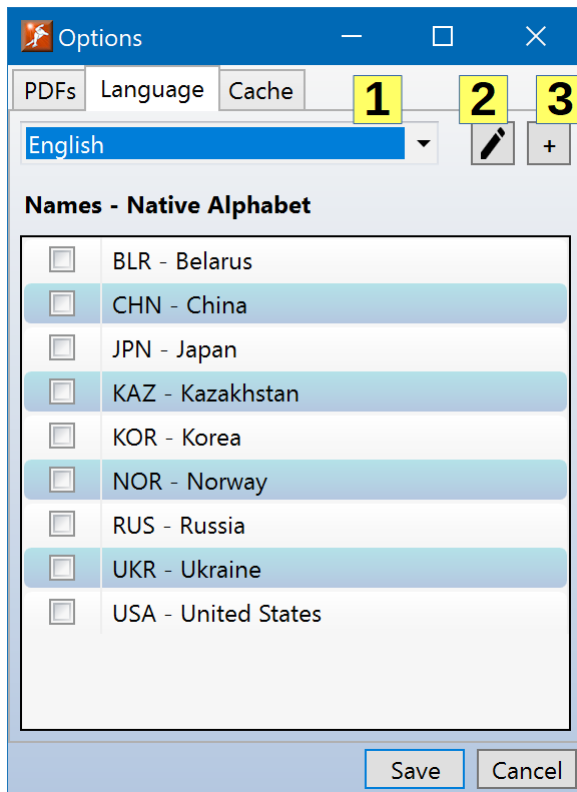 Options
PDFs Language Cache
1 2 3
English +
Names - Native Alphabet
BLR - Belarus
CHN - China
JPN - Japan
KAZ - Kazakhstan
KOR - Korea
NOR - Norway
RUS - Russia
UKR - Ukraine
USA - United States
Save Cancel